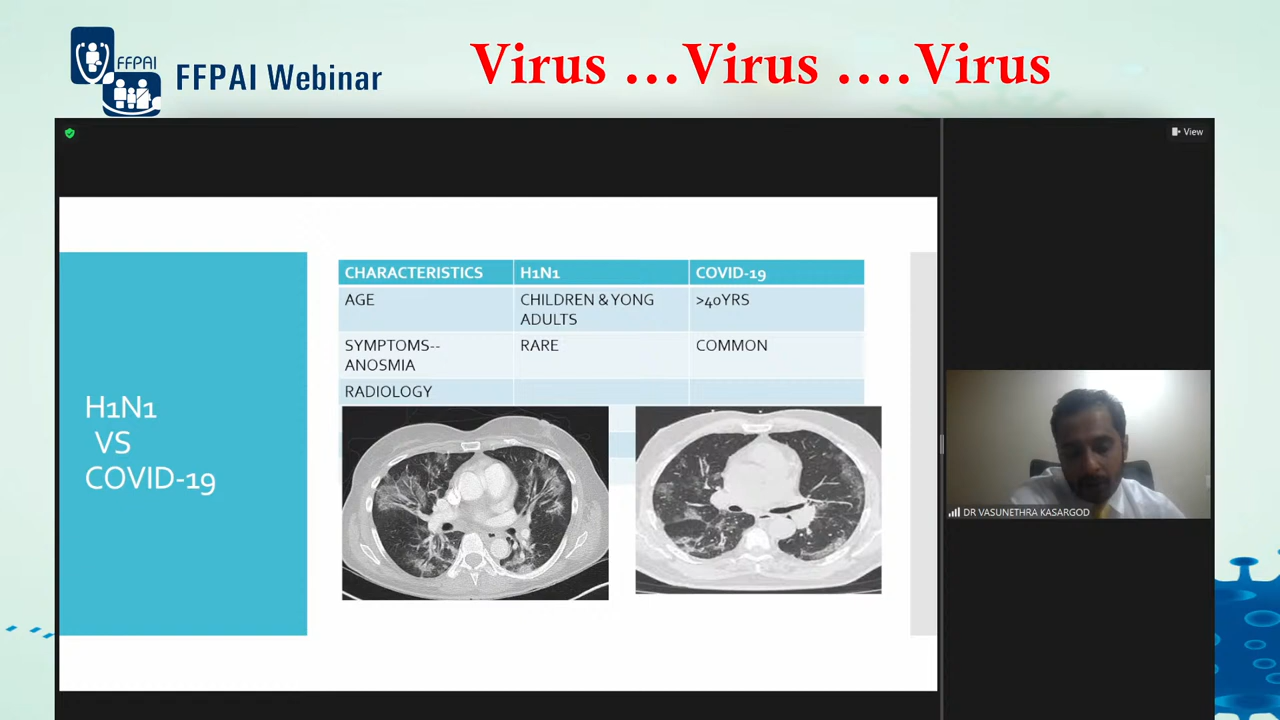 FFPAI
FFPAI Webinar
Virus ...Virus ....Virus
View
CHARACTERISTICS H1N1 COVID-19
AGE CHILDREN & YONG ADULTS >40YRS
SYMPTOMS-- ANOSMIA RARE COMMON
RADIOLOGY
H1N1
VS
COVID-19
DR VASUNETHRA KASARGOD